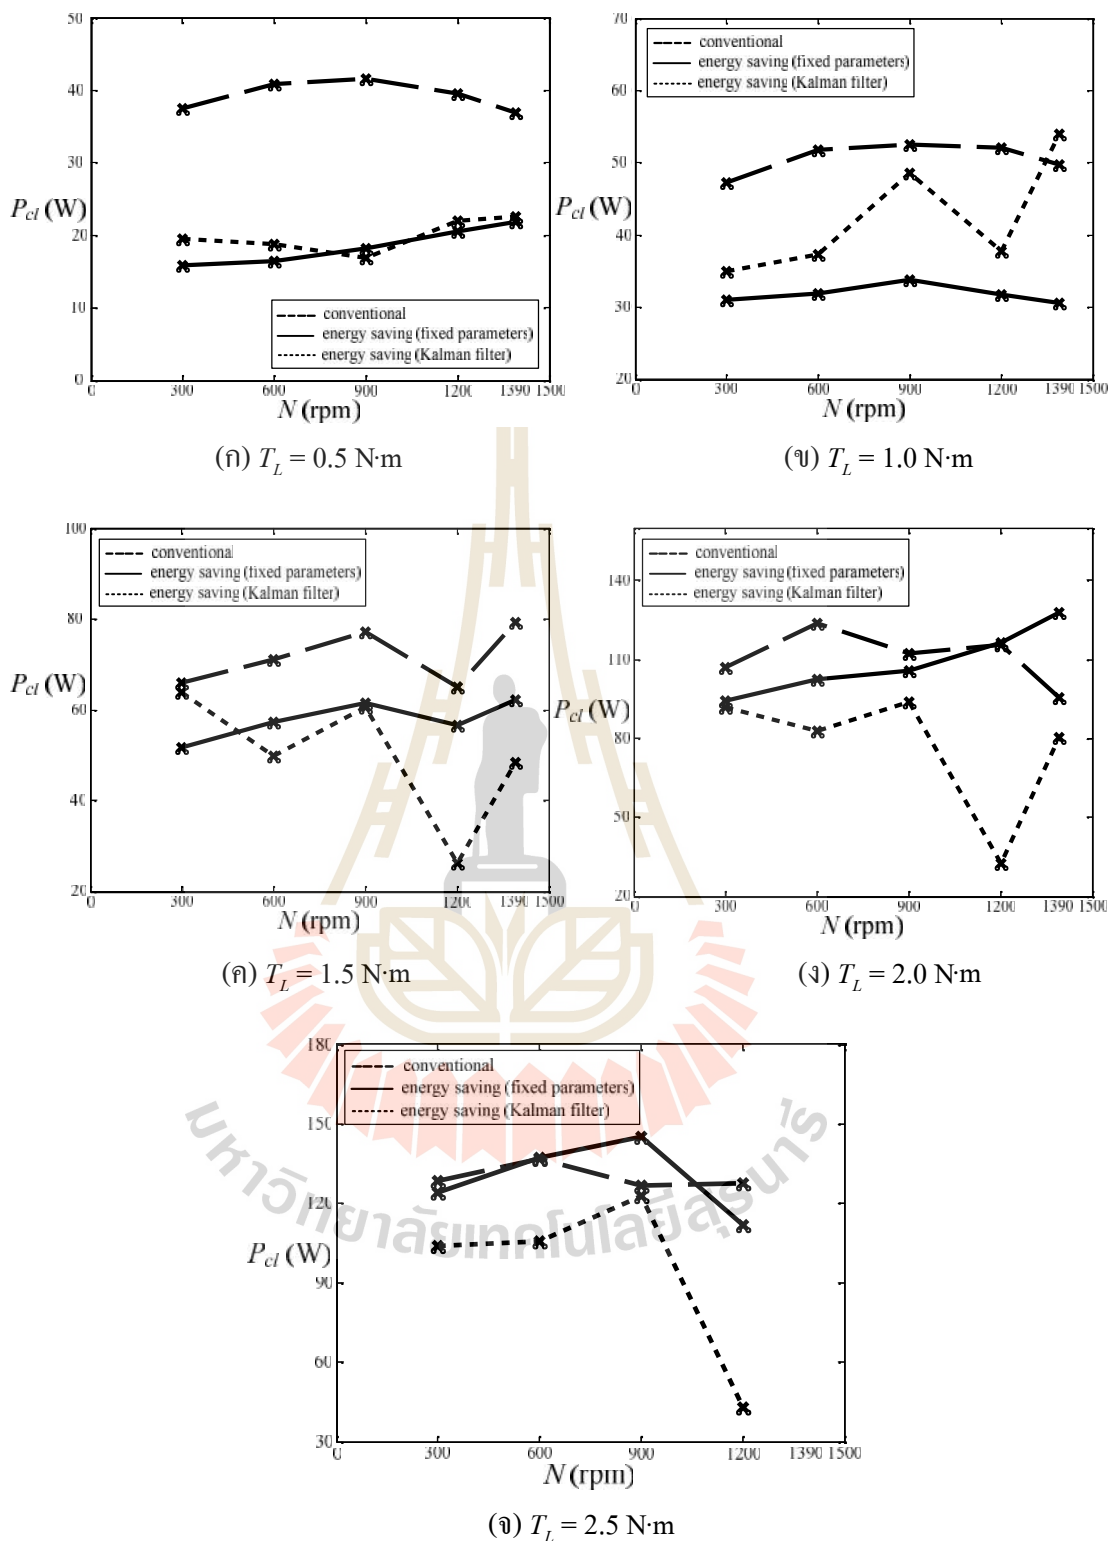 50
40
30
20
10
0
P_cl (W)
conventional
energy saving (fixed parameters)
energy saving (Kalman filter)
0 300 600 900 1200 1390 1500
N (rpm)
(ก) T_L = 0.5 N·m
70
60
50
40
30
20
P_cl (W)
conventional
energy saving (fixed parameters)
energy saving (Kalman filter)
0 300 600 900 1200 1390 1500
N (rpm)
(ข) T_L = 1.0 N·m
100
80
60
40
20
P_cl (W)
conventional
energy saving (fixed parameters)
energy saving (Kalman filter)
0 300 600 900 1200 1390 1500
N (rpm)
(ค) T_L = 1.5 N·m
140
110
80
50
20
P_cl (W)
conventional
energy saving (fixed parameters)
energy saving (Kalman filter)
0 300 600 900 1200 1390 1500
N (rpm)
(ง) T_L = 2.0 N·m
180
150
120
90
60
30
P_cl (W)
conventional
energy saving (fixed parameters)
energy saving (Kalman filter)
0 300 600 900 1200 1390 1500
N (rpm)
(จ) T_L = 2.5 N·m
มหาวิทยาลัยเทคโนโลยีสุรนารี